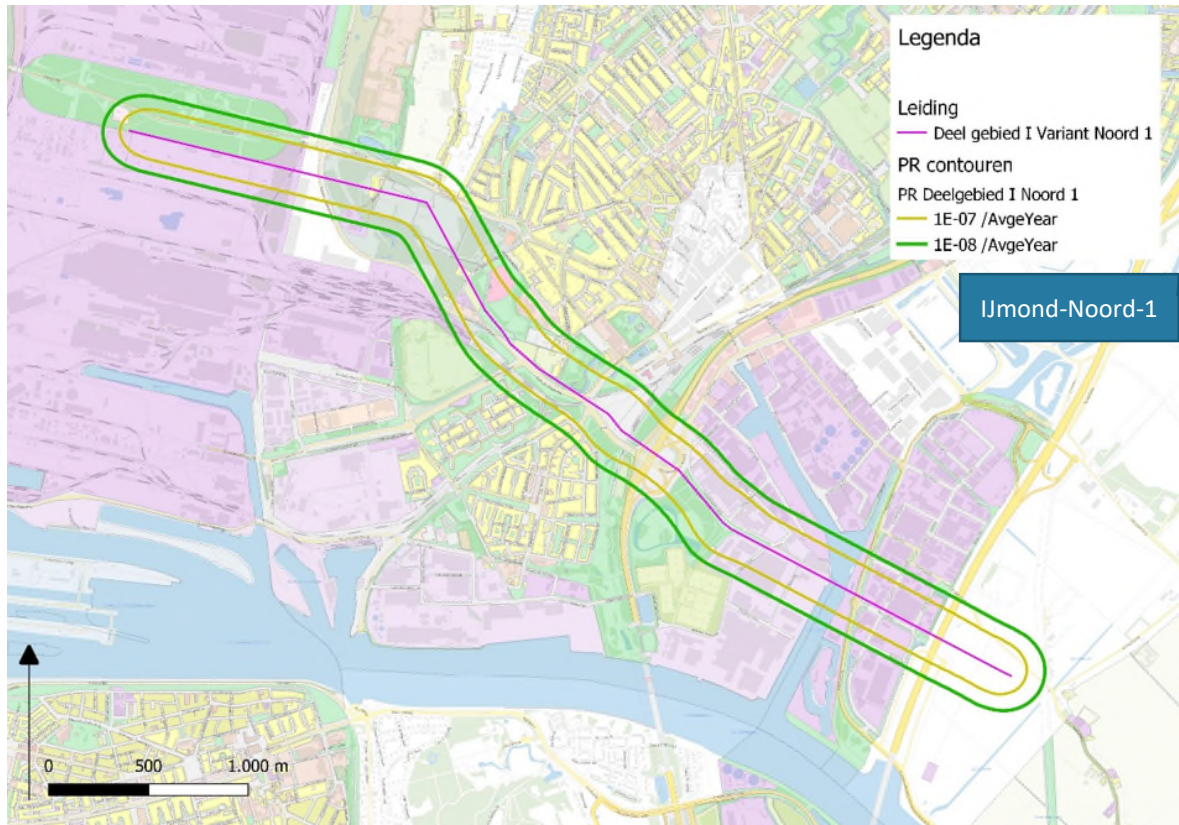 Legenda
Leiding
Deel gebied I Variant Noord 1
PR contouren
PR Deelgebied I Noord 1
1E-07 /AvgeYear
1E-08 /AvgeYear
IJmond-Noord-1
0 500 1.000 m